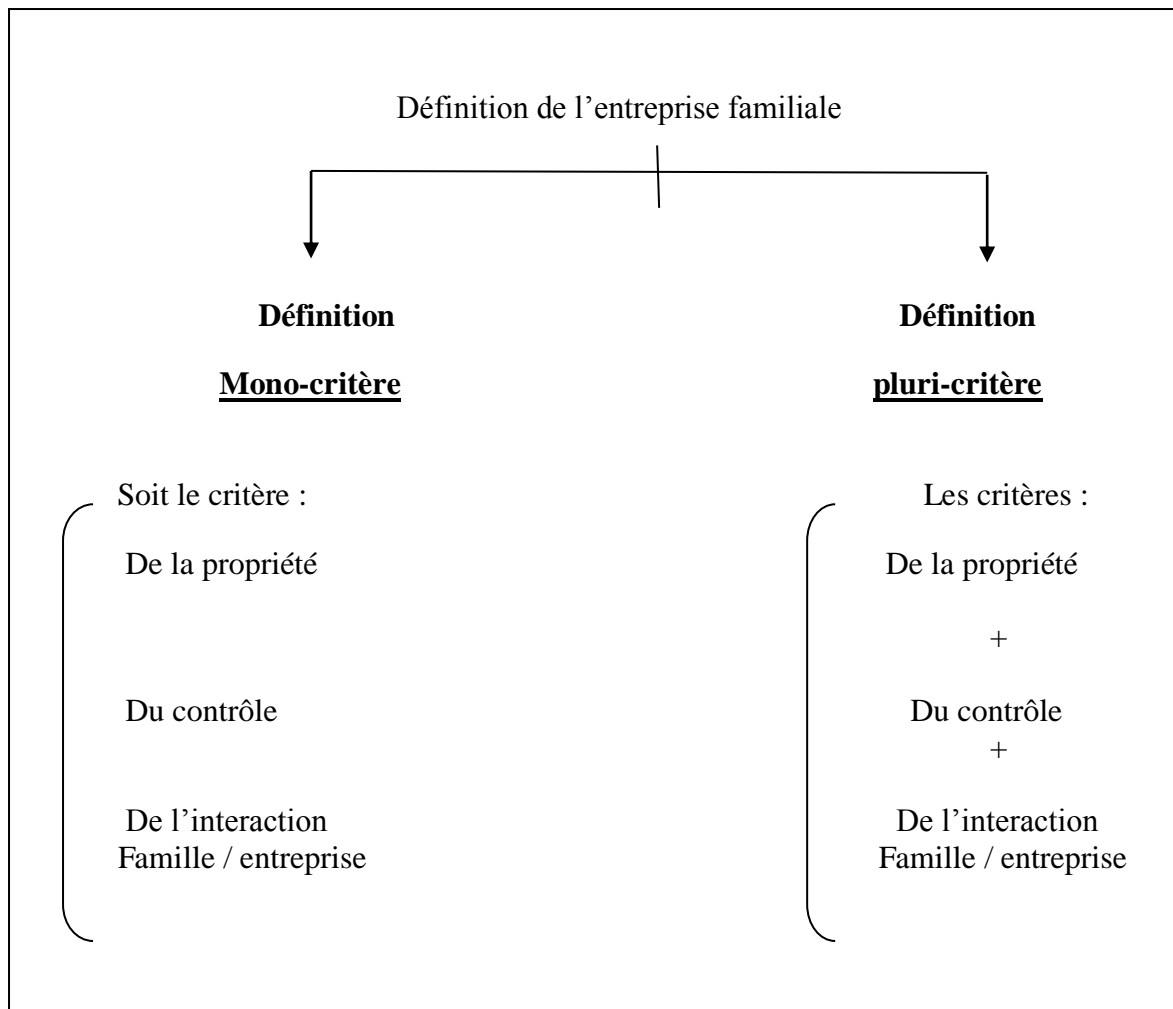 Définition de l’entreprise familiale
Définition
Mono-critère
Soit le critère :
De la propriété
Du contrôle
De l’interaction
Famille / entreprise
Définition
pluri-critère
Les critères :
De la propriété
+
Du contrôle
+
De l’interaction
Famille / entreprise